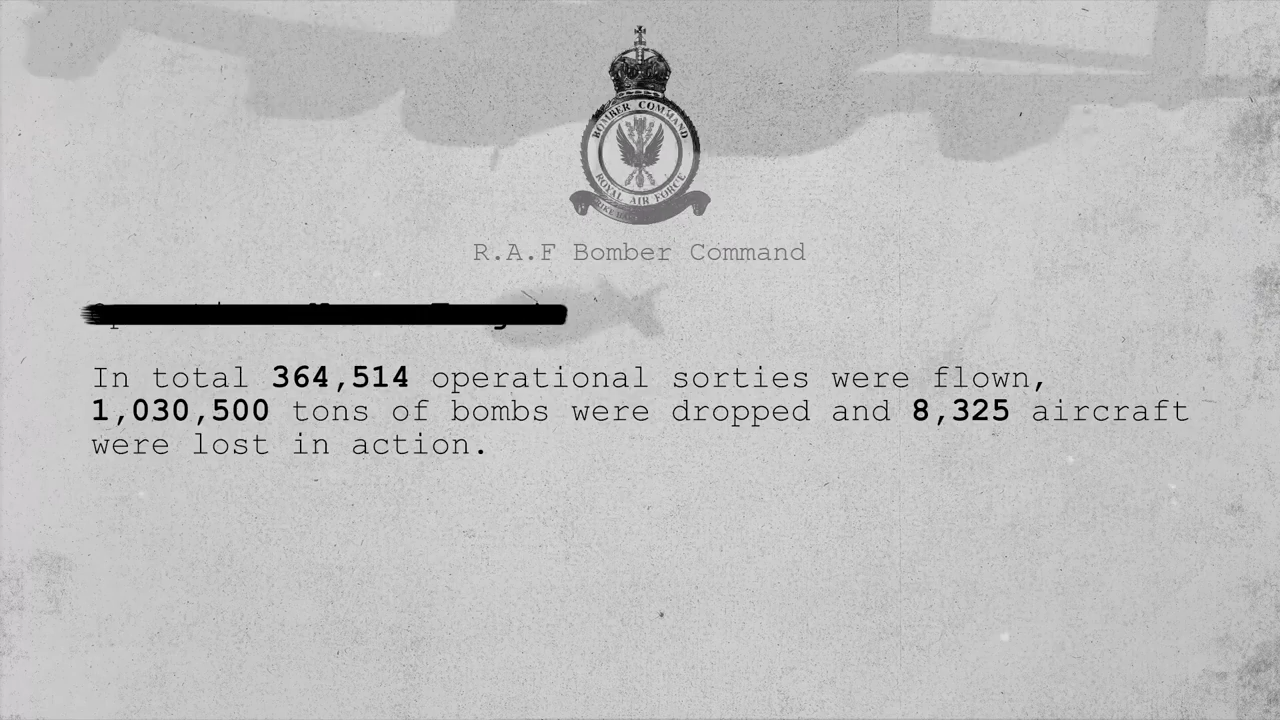 BOMBER COMMAND
ROYAL AIR FORCE
R.A.F Bomber Command
In total 364,514 operational sorties were flown,
1,030,500 tons of bombs were dropped and 8,325 aircraft
were lost in action.